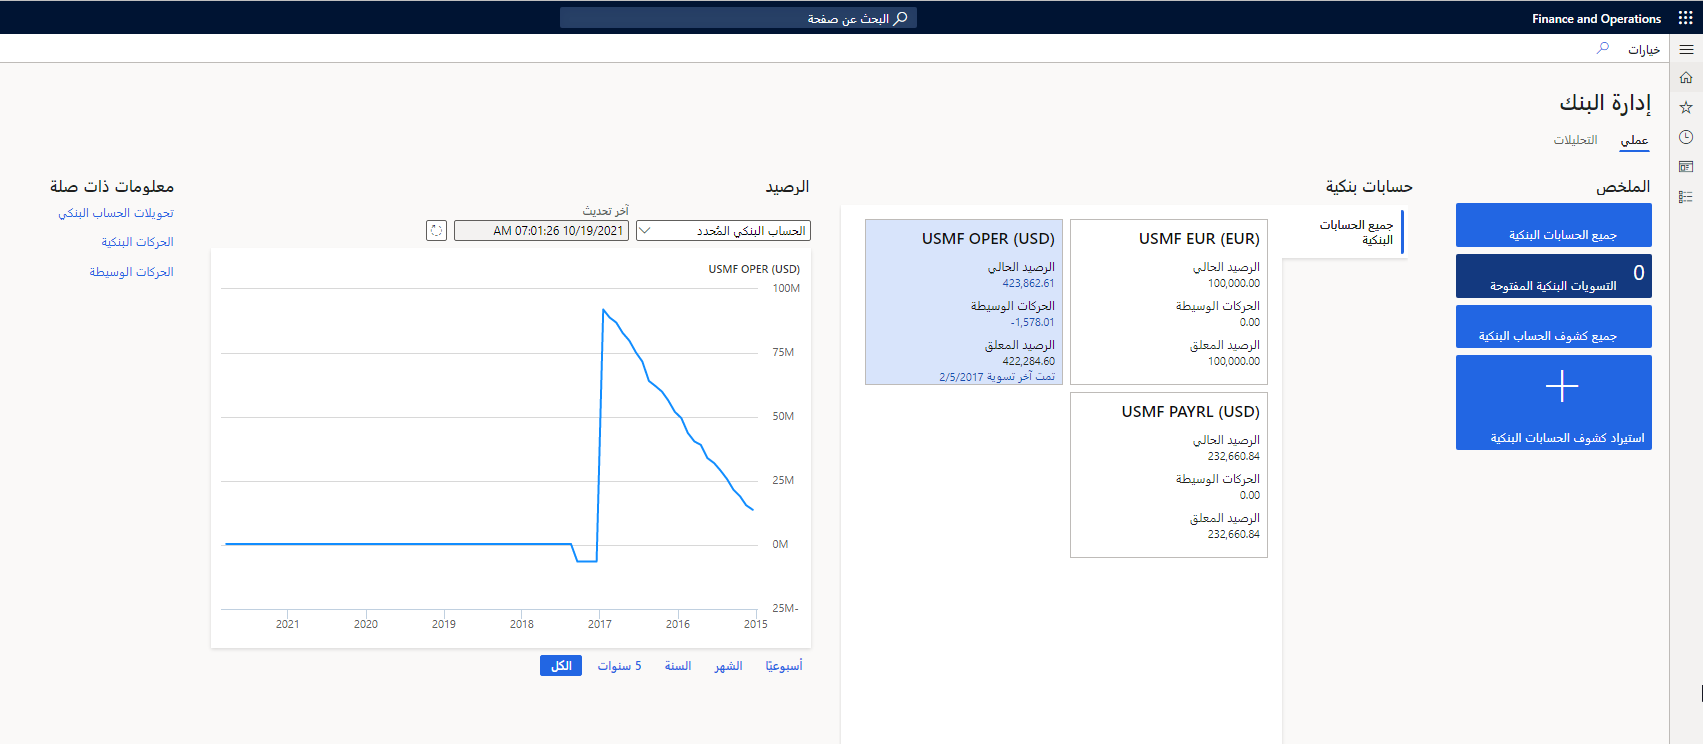 Finance and Operations
البحث عن صفحة
خيارات
إدارة البنك
عملي
التحليلات
الملخص
جميع الحسابات البنكية
0
التسويات البنكية المفتوحة
جميع كشوف الحساب البنكية
استيراد كشوف الحسابات البنكية
حسابات بنكية
جميع الحسابات
البنكية
USMF EUR (EUR)
الرصيد الحالي
100,000.00
الحركات الوسيطة
0.00
الرصيد المعلق
100,000.00
USMF OPER (USD)
الرصيد الحالي
423,862.61
الحركات الوسيطة
-1,578.01
الرصيد المعلق
422,284.60
تمت آخر تسوية 2/5/2017
USMF PAYRL (USD)
الرصيد الحالي
232,660.84
الحركات الوسيطة
0.00
الرصيد المعلق
232,660.84
الرصيد
آخر تحديث
الحساب البنكي المُحدد
10/19/2021 07:01:26 AM
USMF OPER (USD)
100M
75M
50M
25M
0M
25M-
2015
2016
2017
2018
2019
2020
2021
أسبوعيًا
الشهر
السنة
5 سنوات
الكل
معلومات ذات صلة
تحويلات الحساب البنكي
الحركات البنكية
الحركات الوسيطة